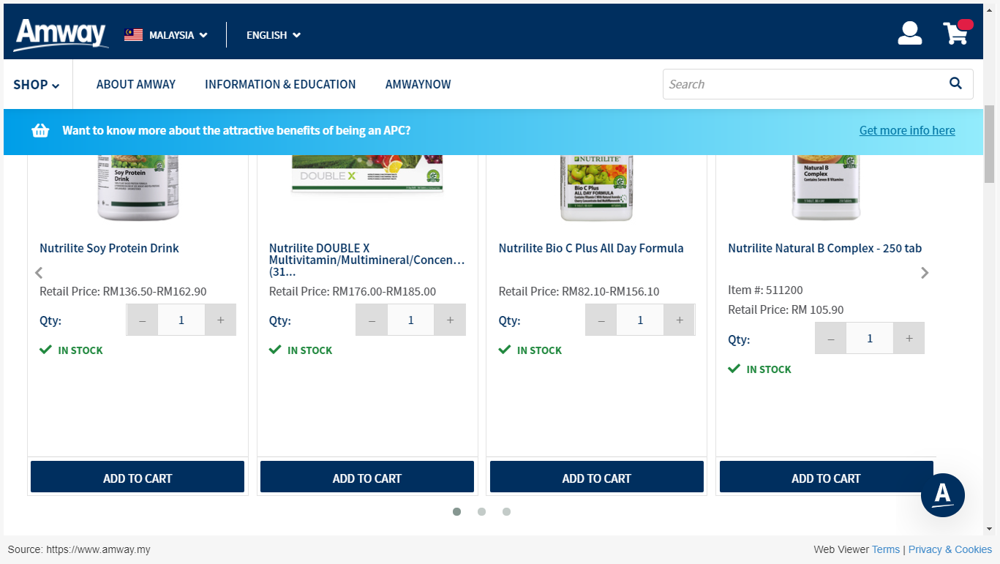 Amway
MALAYSIA
ENGLISH
SHOP
ABOUT AMWAY
INFORMATION & EDUCATION
AMWAYNOW
Search
Want to know more about the attractive benefits of being an APC?
Get more info here
Soy Protein
Drink
DOUBLE X
NUTRILITE
Bio C Plus
ALL DAY FORMULA
Natural B
Complex
Contains Seven B Vitamins
Nutrilite Soy Protein Drink
Nutrilite DOUBLE X
Multivitamin/Multimineral/Concen...
(31...
Nutrilite Bio C Plus All Day Formula
Nutrilite Natural B Complex - 250 tab
Retail Price: RM136.50-RM162.90
Retail Price: RM176.00-RM185.00
Retail Price: RM82.10-RM156.10
Item #: 511200
Retail Price: RM 105.90
Qty: – 1 +
Qty: – 1 +
Qty: – 1 +
Qty: – 1 +
IN STOCK
IN STOCK
IN STOCK
IN STOCK
ADD TO CART
ADD TO CART
ADD TO CART
ADD TO CART
A
Source: https://www.amway.my
Web Viewer Terms | Privacy & Cookies